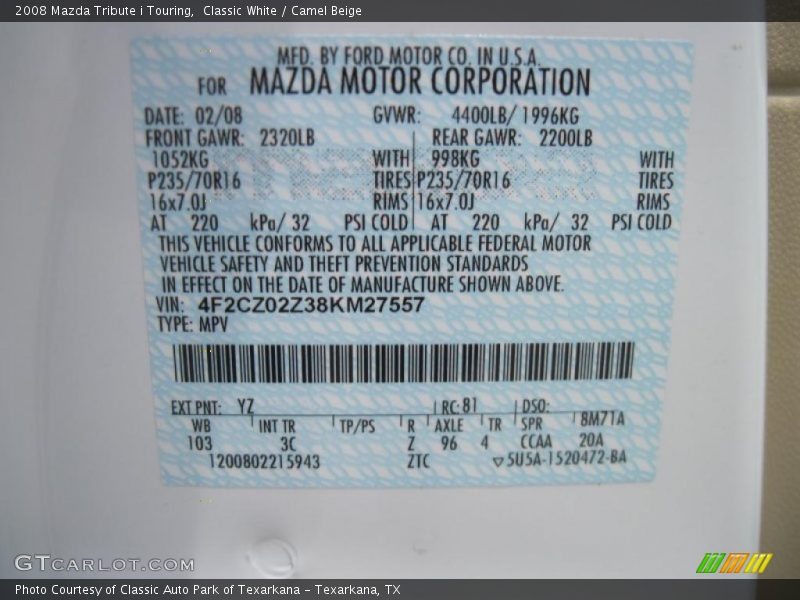 2008 Mazda Tribute i Touring,  Classic White / Camel Beige
MFD. BY FORD MOTOR CO. IN U.S.A.
FOR MAZDA MOTOR CORPORATION
DATE: 02/08 GVWR: 4400LB/ 1996KG
FRONT GAWR: 2320LB REAR GAWR: 2200LB
1052KG WITH 998KG WITH
P235/70R16 TIRES P235/70R16 TIRES
16x7.0J RIMS 16x7.0J RIMS
AT 220 kPa/ 32 PSI COLD AT 220 kPa/ 32 PSI COLD
THIS VEHICLE CONFORMS TO ALL APPLICABLE FEDERAL MOTOR
VEHICLE SAFETY AND THEFT PREVENTION STANDARDS
IN EFFECT ON THE DATE OF MANUFACTURE SHOWN ABOVE.
VIN: 4F2CZ02Z38KM27557
TYPE: MPV
EXT PNT: YZ RC: 81 DSO:
WB INT TR TP/PS R AXLE TR SPR 8M71A
103 3C Z 96 4 CCAA 20A
1200802215943 ZTC ▽5U5A-1520472-BA
GTCARLOT.COM
Photo Courtesy of Classic Auto Park of Texarkana – Texarkana, TX